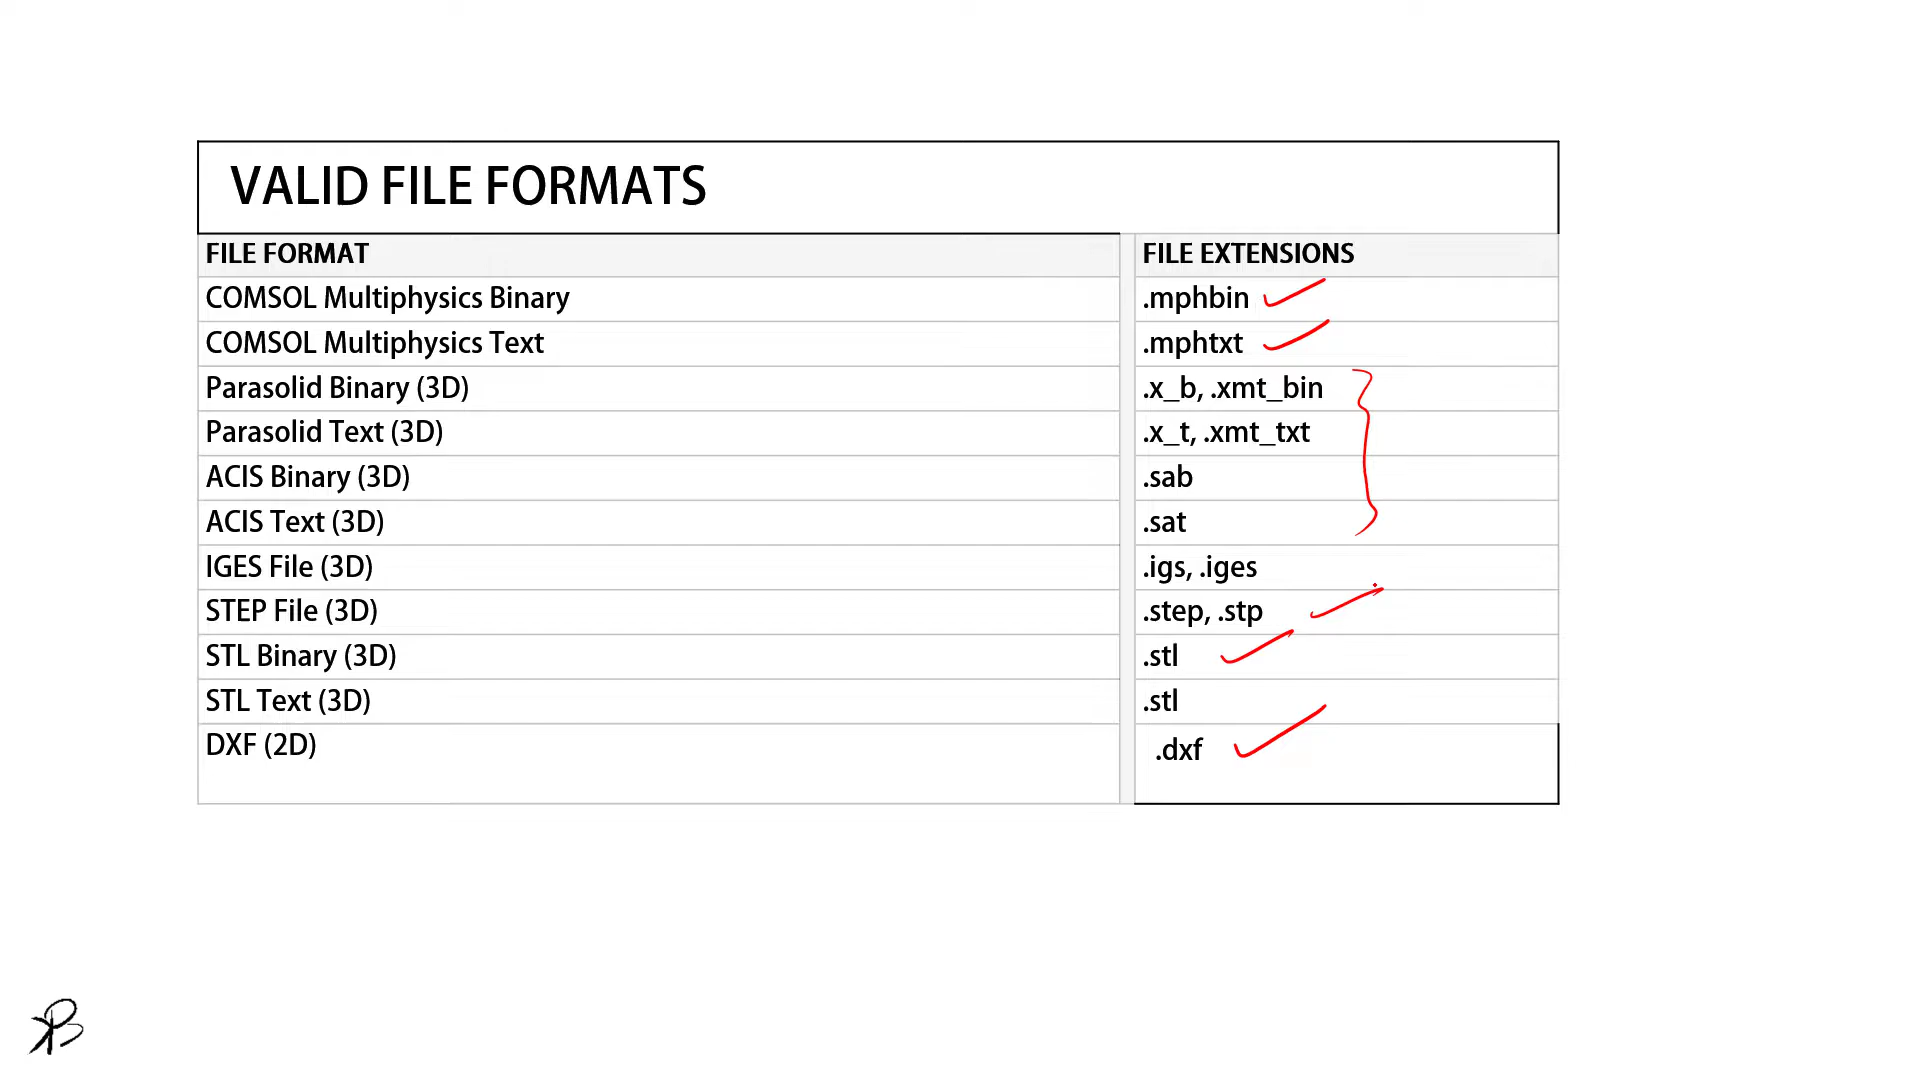 VALID FILE FORMATS
FILE FORMAT FILE EXTENSIONS
COMSOL Multiphysics Binary .mphbin
COMSOL Multiphysics Text .mphtxt
Parasolid Binary (3D) .x_b, .xmt_bin
Parasolid Text (3D) .x_t, .xmt_txt
ACIS Binary (3D) .sab
ACIS Text (3D) .sat
IGES File (3D) .igs, .iges
STEP File (3D) .step, .stp
STL Binary (3D) .stl
STL Text (3D) .stl
DXF (2D) .dxf